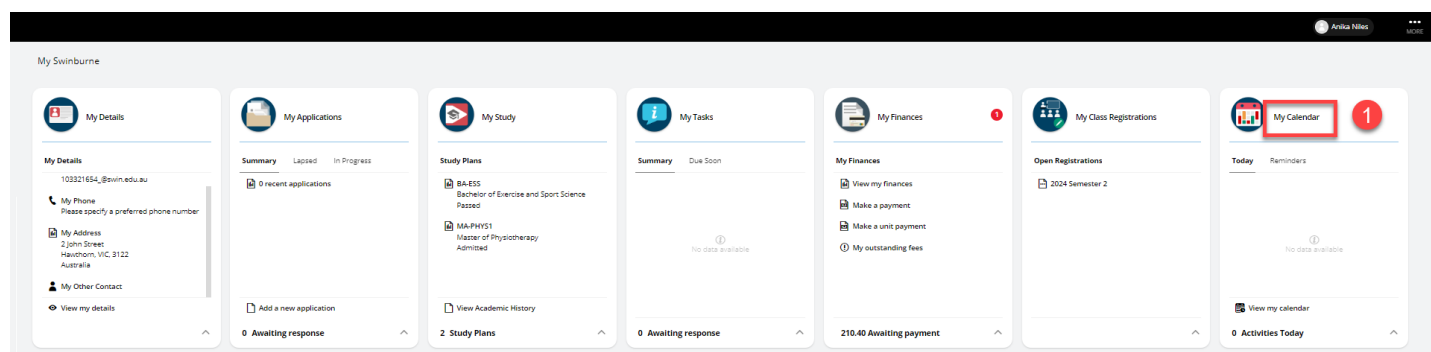 Anika Niles
MORE
My Swinburne
My Details
My Details
103321654_@swin.edu.au
My Phone
Please specify a preferred phone number
My Address
2 John Street
Hawthorn, VIC, 3122
Australia
My Other Contact
View my details
My Applications
Summary Lapsed In Progress
0 recent applications
Add a new application
0 Awaiting response
My Study
Study Plans
BA-ESS
Bachelor of Exercise and Sport Science
Passed
MA-PHYS1
Master of Physiotherapy
Admitted
View Academic History
2 Study Plans
My Tasks
Summary Due Soon
No data available
0 Awaiting response
My Finances
1
My Finances
View my finances
Make a payment
Make a unit payment
My outstanding fees
210.40 Awaiting payment
My Class Registrations
Open Registrations
2024 Semester 2
My Calendar
1
Today Reminders
No data available
View my calendar
0 Activities Today